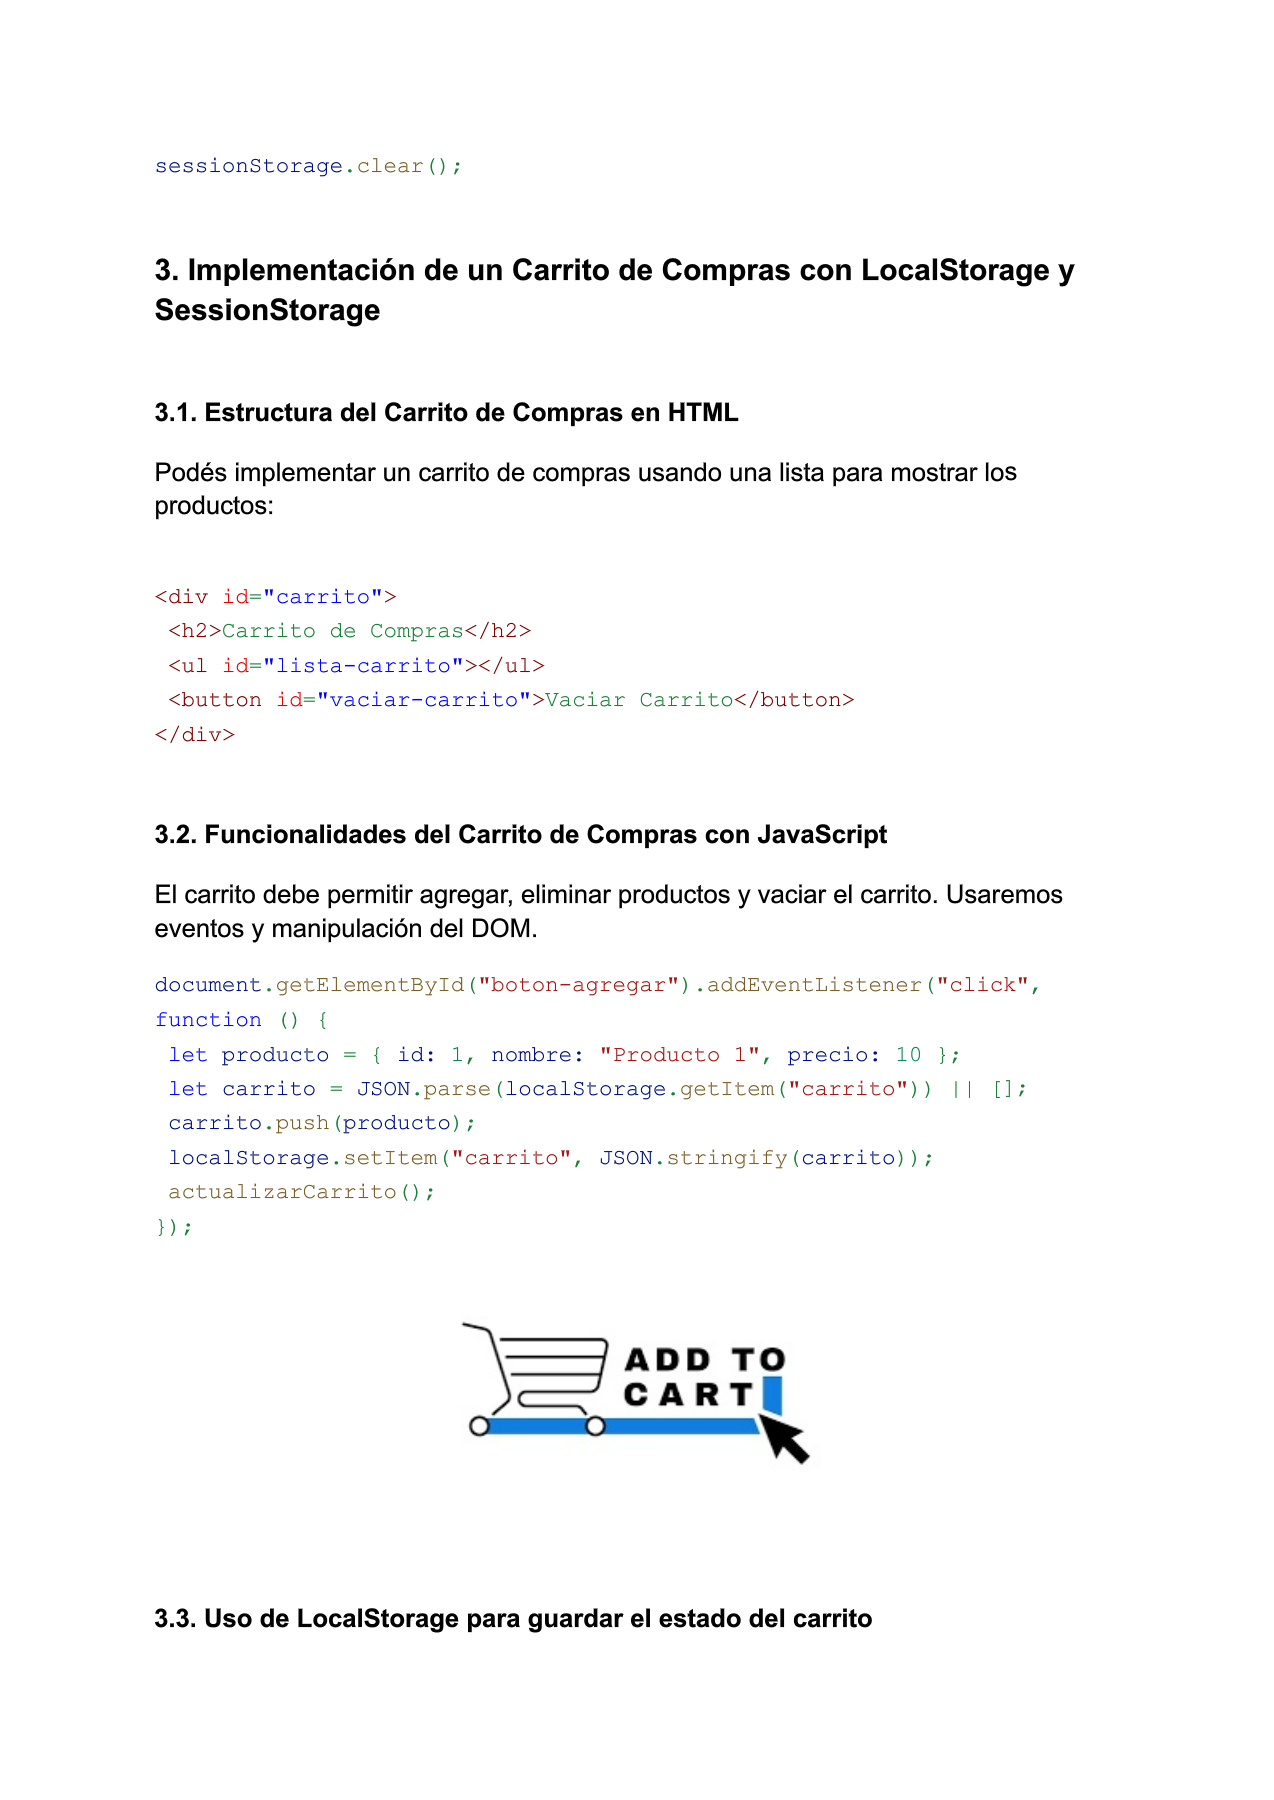 sessionStorage.clear();
3. Implementación de un Carrito de Compras con LocalStorage y
SessionStorage
3.1. Estructura del Carrito de Compras en HTML
Podés implementar un carrito de compras usando una lista para mostrar los
productos:
<div id="carrito">
 <h2>Carrito de Compras</h2>
 <ul id="lista-carrito"></ul>
 <button id="vaciar-carrito">Vaciar Carrito</button>
</div>
3.2. Funcionalidades del Carrito de Compras con JavaScript
El carrito debe permitir agregar, eliminar productos y vaciar el carrito. Usaremos
eventos y manipulación del DOM.
document.getElementById("boton-agregar").addEventListener("click",
function () {
 let producto = { id: 1, nombre: "Producto 1", precio: 10 };
 let carrito = JSON.parse(localStorage.getItem("carrito")) || [];
 carrito.push(producto);
 localStorage.setItem("carrito", JSON.stringify(carrito));
 actualizarCarrito();
});
ADD TO
CART
3.3. Uso de LocalStorage para guardar el estado del carrito